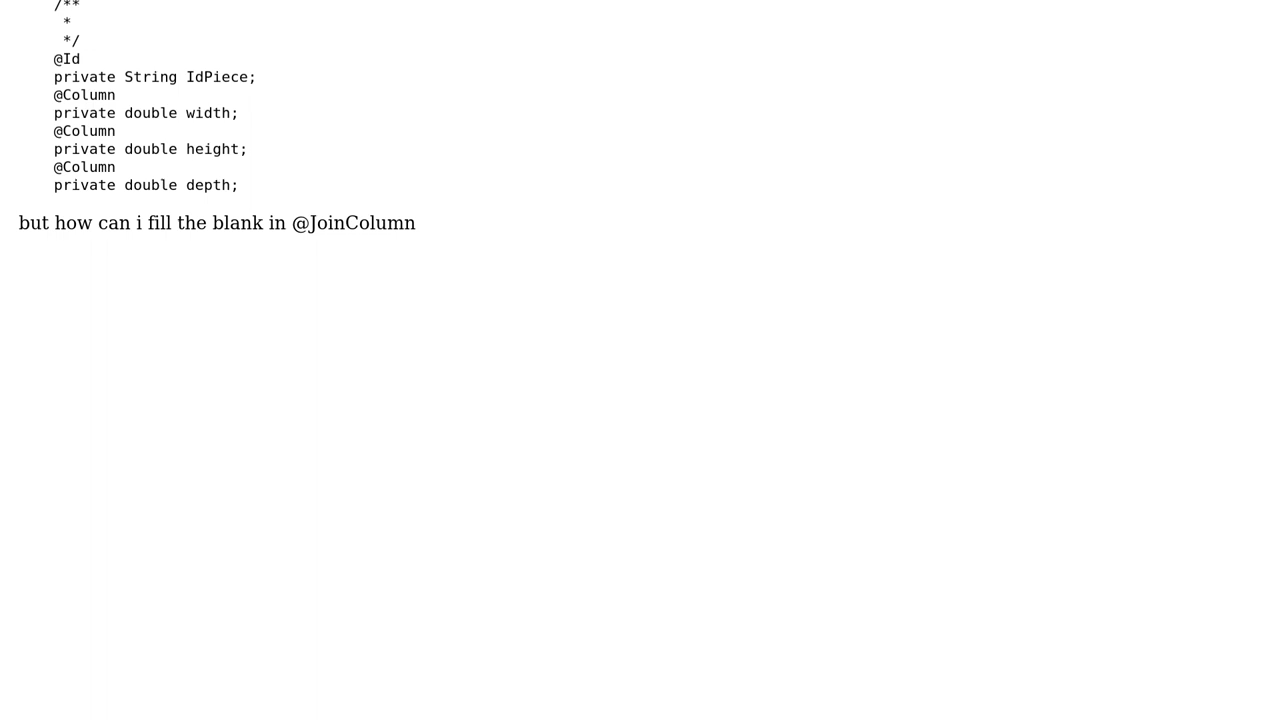 /**
*
*/
@Id
private String IdPiece;
@Column
private double width;
@Column
private double height;
@Column
private double depth;
but how can i fill the blank in @JoinColumn